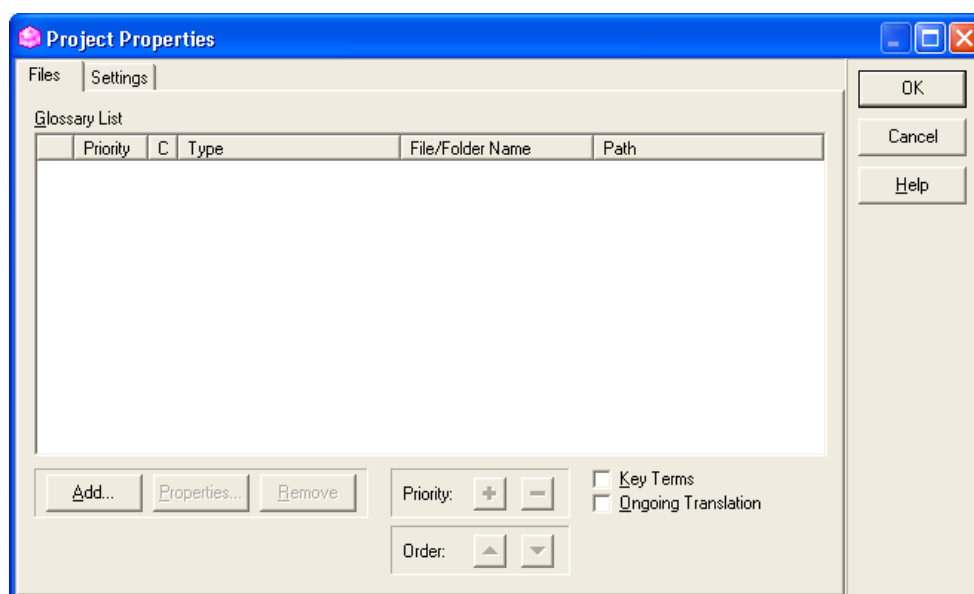 Project Properties
Files Settings
OK
Glossary List
Cancel
Priority C Type File/Folder Name Path
Help
Add... Properties... Remove Priority: + − Key Terms
Ongoing Translation
Order: